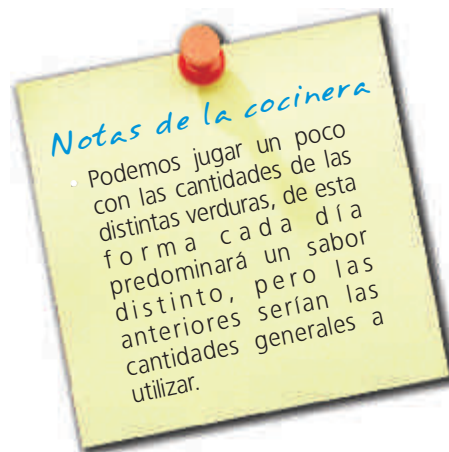 Notas de la cocinera
• Podemos jugar un poco
con las cantidades de las
distintas verduras, de esta
forma cada día
predominará un sabor
distinto, pero las
anteriores serían las
cantidades generales a
utilizar.